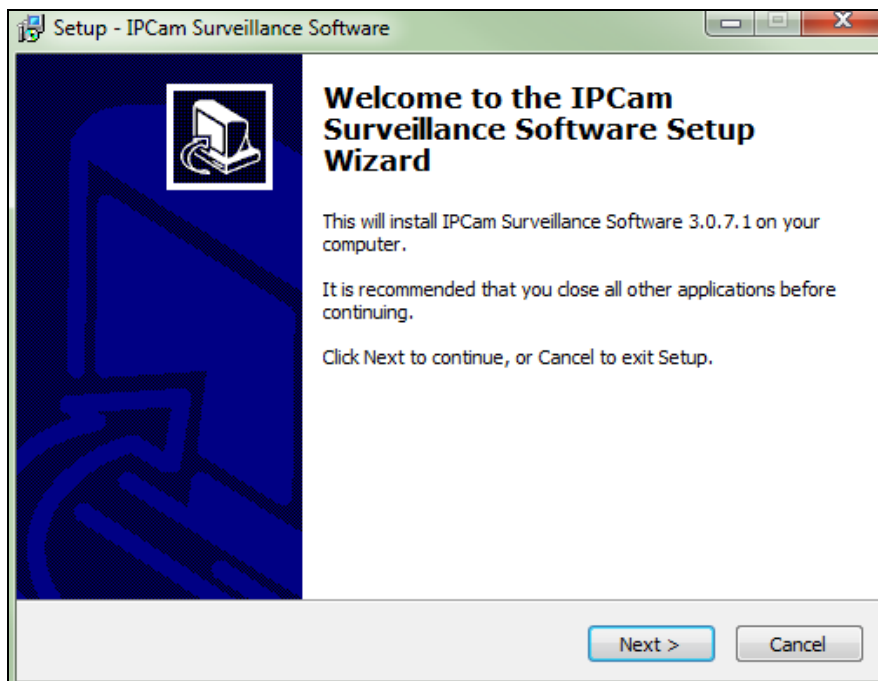 Setup - IPCam Surveillance Software
Welcome to the IPCam
Surveillance Software Setup
Wizard
This will install IPCam Surveillance Software 3.0.7.1 on your
computer.
It is recommended that you close all other applications before
continuing.
Click Next to continue, or Cancel to exit Setup.
Next >
Cancel